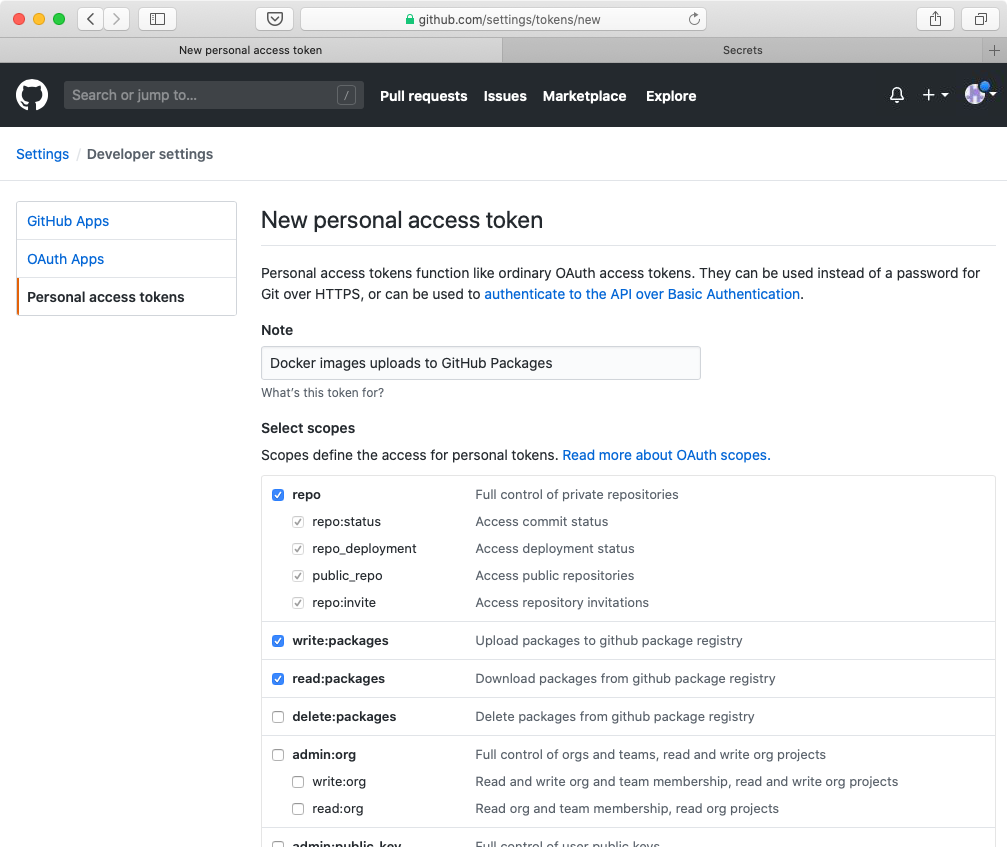 github.com/settings/tokens/new
New personal access token
Secrets
Search or jump to...
/
Pull requests
Issues
Marketplace
Explore
Settings / Developer settings
GitHub Apps
OAuth Apps
Personal access tokens
New personal access token
Personal access tokens function like ordinary OAuth access tokens. They can be used instead of a password for
Git over HTTPS, or can be used to authenticate to the API over Basic Authentication.
Note
Docker images uploads to GitHub Packages
What's this token for?
Select scopes
Scopes define the access for personal tokens. Read more about OAuth scopes.
repo Full control of private repositories
repo:status Access commit status
repo_deployment Access deployment status
public_repo Access public repositories
repo:invite Access repository invitations
write:packages Upload packages to github package registry
read:packages Download packages from github package registry
delete:packages Delete packages from github package registry
admin:org Full control of orgs and teams, read and write org projects
write:org Read and write org and team membership, read and write org projects
read:org Read org and team membership, read org projects
admin:public_key Full control of user public keys